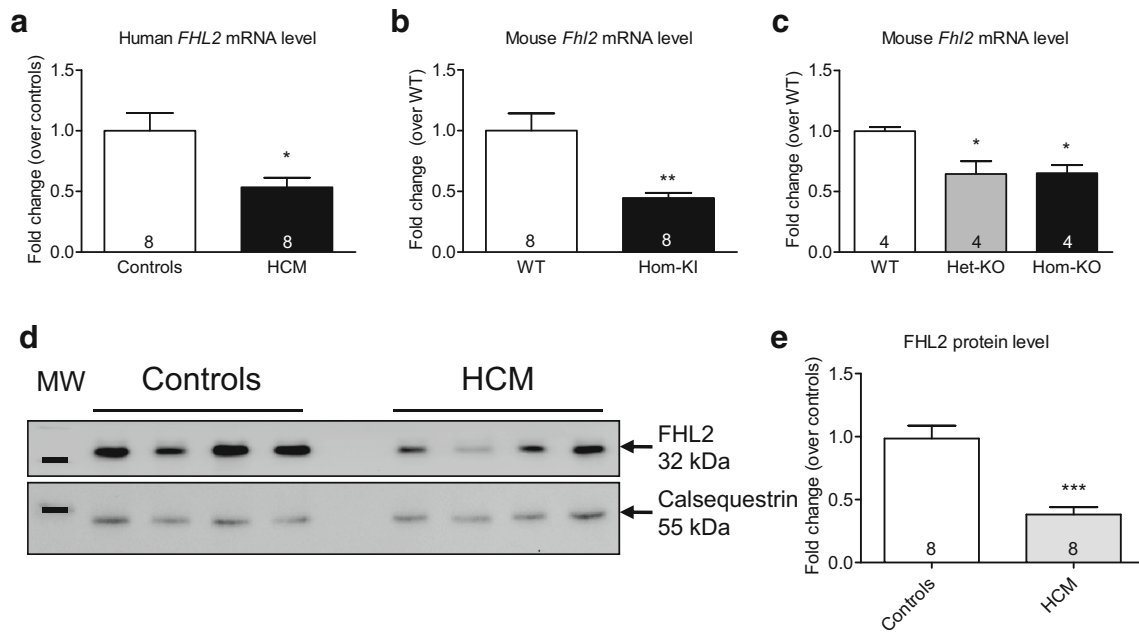 a
Human FHL2 mRNA level
Fold change (over controls)
1.5
1.0
0.5
0.0
*
8
8
Controls
HCM
b
Mouse Fhl2 mRNA level
Fold change (over WT)
1.5
1.0
0.5
0.0
**
8
8
WT
Hom-KI
c
Mouse Fhl2 mRNA level
Fold change (over WT)
1.5
1.0
0.5
0.0
*
*
4
4
4
WT
Het-KO
Hom-KO
d
MW
Controls
HCM
FHL2
32 kDa
Calsequestrin
55 kDa
e
FHL2 protein level
Fold change (over controls)
1.5
1.0
0.5
0.0
***
8
8
Controls
HCM